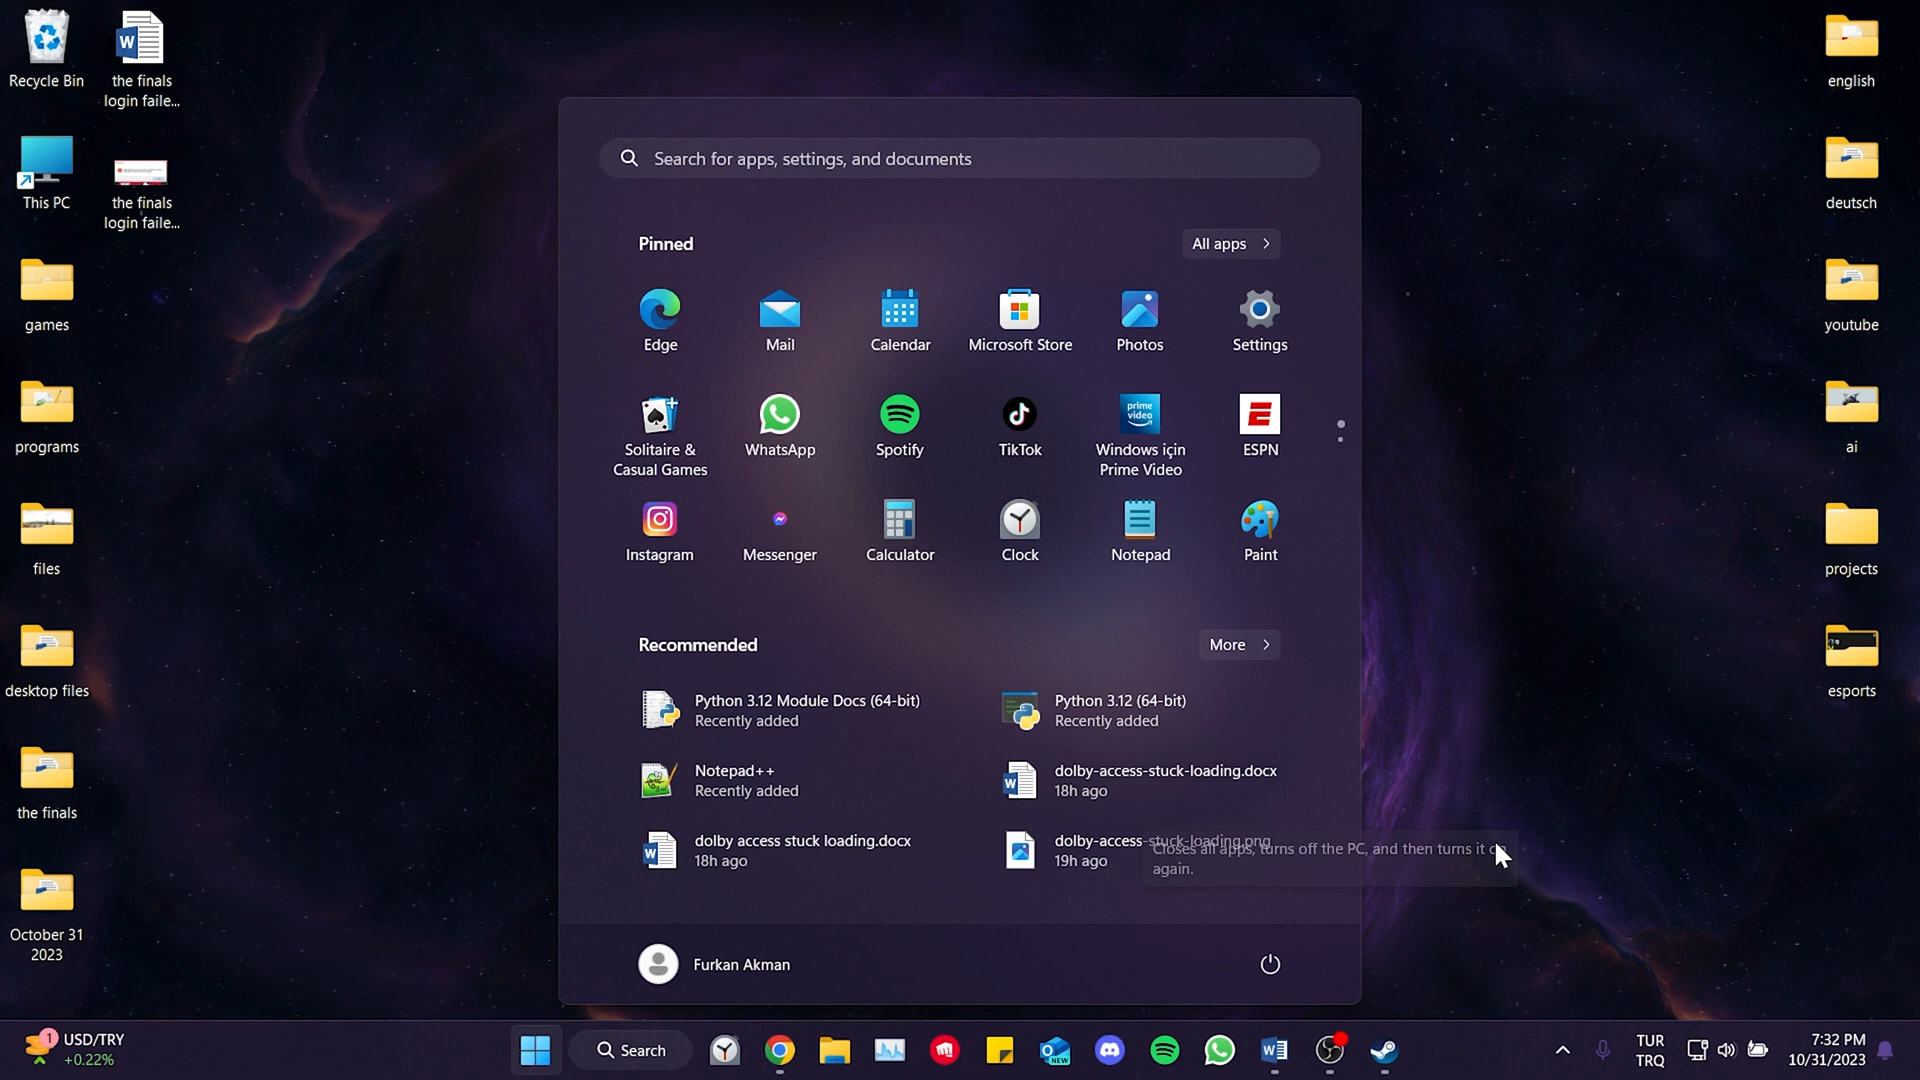 Recycle Bin
the finals
login faile...
This PC
the finals
login faile...
games
programs
files
desktop files
the finals
October 31
2023
Search for apps, settings, and documents
Pinned
All apps
Edge
Mail
Calendar
Microsoft Store
Photos
Settings
Solitaire &
Casual Games
WhatsApp
Spotify
TikTok
prime
video
Windows için
Prime Video
ESPN
Instagram
Messenger
Calculator
Clock
Notepad
Paint
Recommended
More
Python 3.12 Module Docs (64-bit)
Recently added
Python 3.12 (64-bit)
Recently added
Notepad++
Recently added
dolby-access-stuck-loading.docx
18h ago
dolby access stuck loading.docx
18h ago
dolby-access-stuck-loading.png
19h ago
Closes all apps, turns off the PC, and then turns it on
again.
Furkan Akman
english
deutsch
youtube
ai
projects
esports
1
USD/TRY
+0.22%
Search
NEW
TUR
TRQ
7:32 PM
10/31/2023